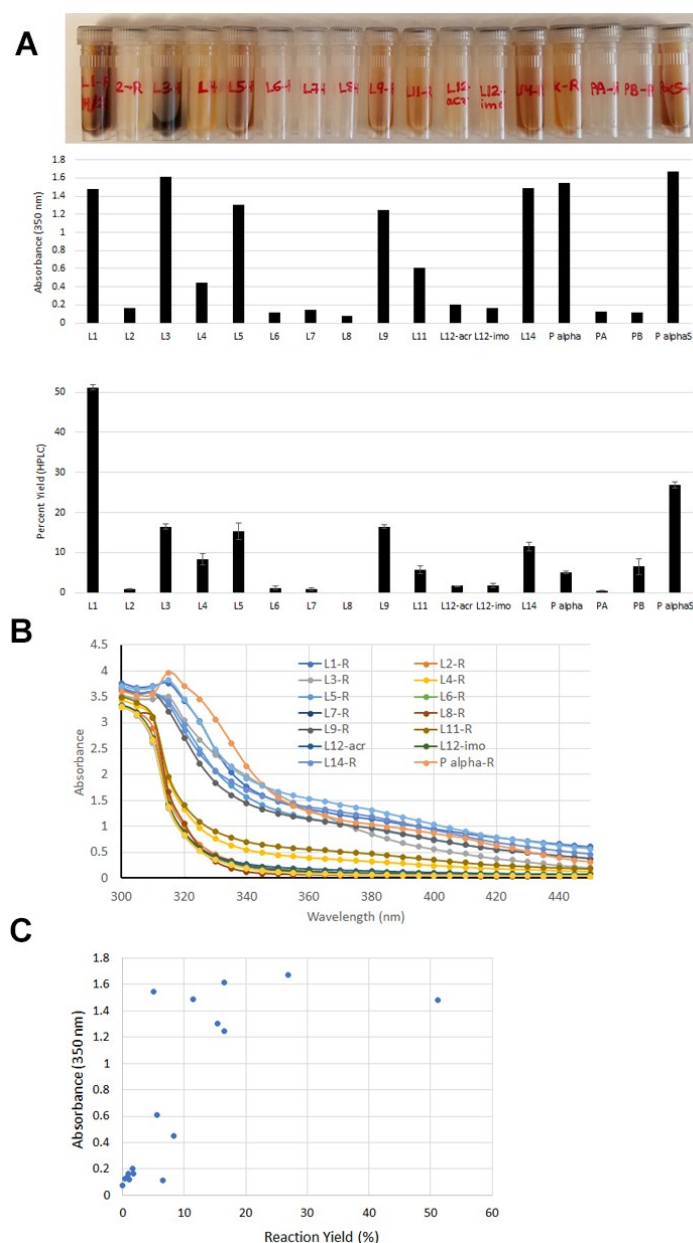 A
L1-R
2-R
L3-R
L4
L5-R
L6-R
L7-R
L8-R
L9-R
L11-R
L12-
acr
L12-
imo
L14-R
PA-R
PB-R
1.8
1.6
1.4
1.2
1
0.8
0.6
0.4
0.2
0
Absorbance (350 nm)
L1 L2 L3 L4 L5 L6 L7 L8 L9 L11 L12-acr L12-imo L14 P alpha PA PB P alphaS
50
40
30
20
10
0
Percent Yield (HPLC)
L1 L2 L3 L4 L5 L6 L7 L8 L9 L11 L12-acr L12-imo L14 P alpha PA PB P alphaS
B
4.5
4
3.5
3
2.5
2
1.5
1
0.5
0
Absorbance
L1-R L2-R
L3-R L4-R
L5-R L6-R
L7-R L8-R
L9-R L11-R
L12-acr L12-imo
L14-R P alpha-R
300 320 340 360 380 400 420 440
Wavelength (nm)
C
1.8
1.6
1.4
1.2
1
0.8
0.6
0.4
0.2
0
Absorbance (350 nm)
0 10 20 30 40 50 60
Reaction Yield (%)